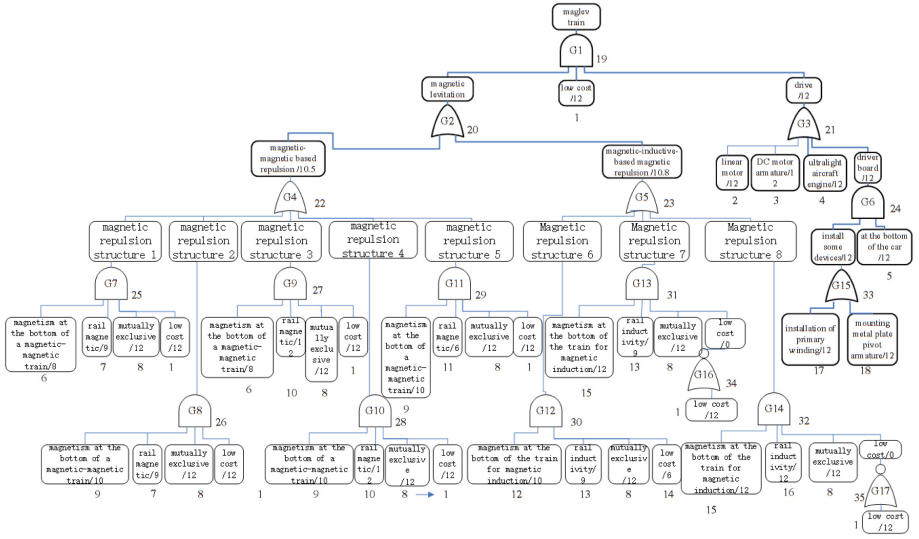 maglev
train
G1
19
magnetic
levitation
low cost
/12
1
drive
/12
G2
20
G3
21
magnetic-
magnetic based
repulsion /10.5
magnetic-inductive-
based magnetic
repulsion /10.8
linear
motor
/12
2
DC motor
armature/1
2
3
ultralight
aircraft
engine/12
4
driver
board
/12
G4
22
G5
23
G6
24
magnetic
repulsion
structure 1
magnetic
repulsion
structure 2
magnetic
repulsion
structure 3
magnetic
repulsion
structure 4
magnetic
repulsion
structure 5
Magnetic
repulsion
structure 6
Magnetic
repulsion
structure 7
Magnetic
repulsion
structure 8
install
some
devices/12
at the bottom
of the car /12
5
G7
25
G9
27
G11
29
G13
31
G15
33
magnetism at
the bottom of
a magnetic-
magnetic
train/8
6
rail
magne
tic/9
7
mutually
exclusive
/12
8
low
cost
/12
1
magnetism at the
bottom of a
magnetic-magnetic
train/8
6
rail
magne
tic/1
2
10
mutua
lly
exclu
sive
/12
8
low
cost
/12
1
magnetism at
the bottom of
a
magnetic-
magnetic
train/10
9
rail
magne
tic/6
11
mutually
exclusive
/12
8
low
cost
/12
1
magnetism at the
bottom of the
train for
magnetic
induction/12
15
rail
induct
ivity/
9
13
mutually
exclusive
/12
8
low
cost
/0
G16
34
low cost
/12
1
installation of
primary
winding/12
17
mounting
metal plate
pivot
armature/12
18
G8
26
G10
28
G12
30
G14
32
magnetism at the
bottom of a
magnetic-magnetic
train/10
9
rail
magne
tic/9
7
mutually
exclusive
/12
8
low
cost
/12
1
magnetism at the
bottom of a
magnetic-magnetic
train/10
9
rail
magne
tic/1
2
10
mutually
exclusiv
e
/12
8
low
cost
/12
1
magnetism at the
bottom of the train
for magnetic
induction/10
12
rail
induct
ivity/
9
13
mutually
exclusiv
e
/12
8
low
cost
/6
14
magnetism at the
bottom of
the train for
magnetic
induction/12
15
rail
induct
ivity/
12
16
mutually
exclusive
/12
8
low
cost/0
35
G17
low cost
/12
1